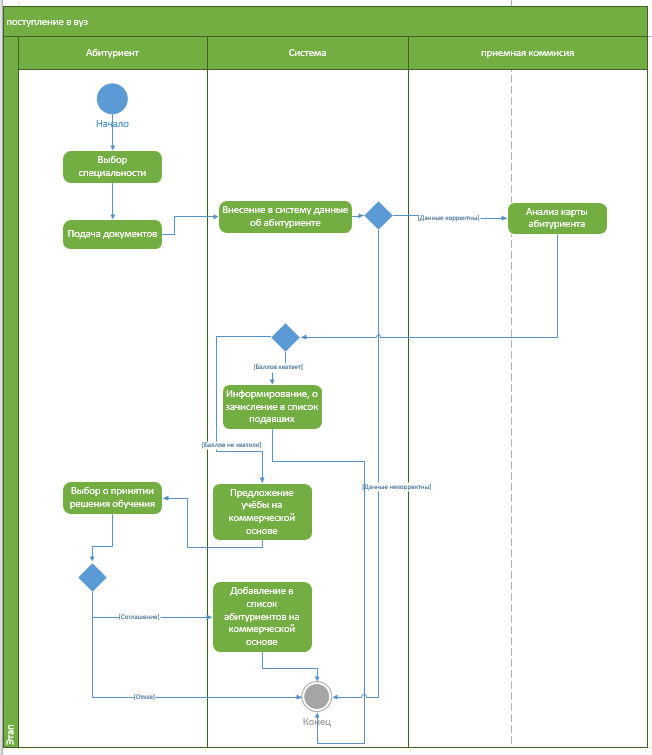 поступление в вуз
Абитуриент
Система
приемная коммисия
Начало
Выбор
специальности
Подача документов
Внесение в систему данные
об абитуриенте
[Данные корректны]
Анализ карты
абитуриента
[Баллов хватает]
Информирование, о
зачисление в список
подавших
[Баллов не хватило]
Выбор о принятии
решения обучения
Предложение
учёбы на
коммерческой
основе
[Данные некорректны]
Добавление в
список
абитуриентов на
коммерческой
основе
[Соглашение]
[Отказ]
Конец
Этап